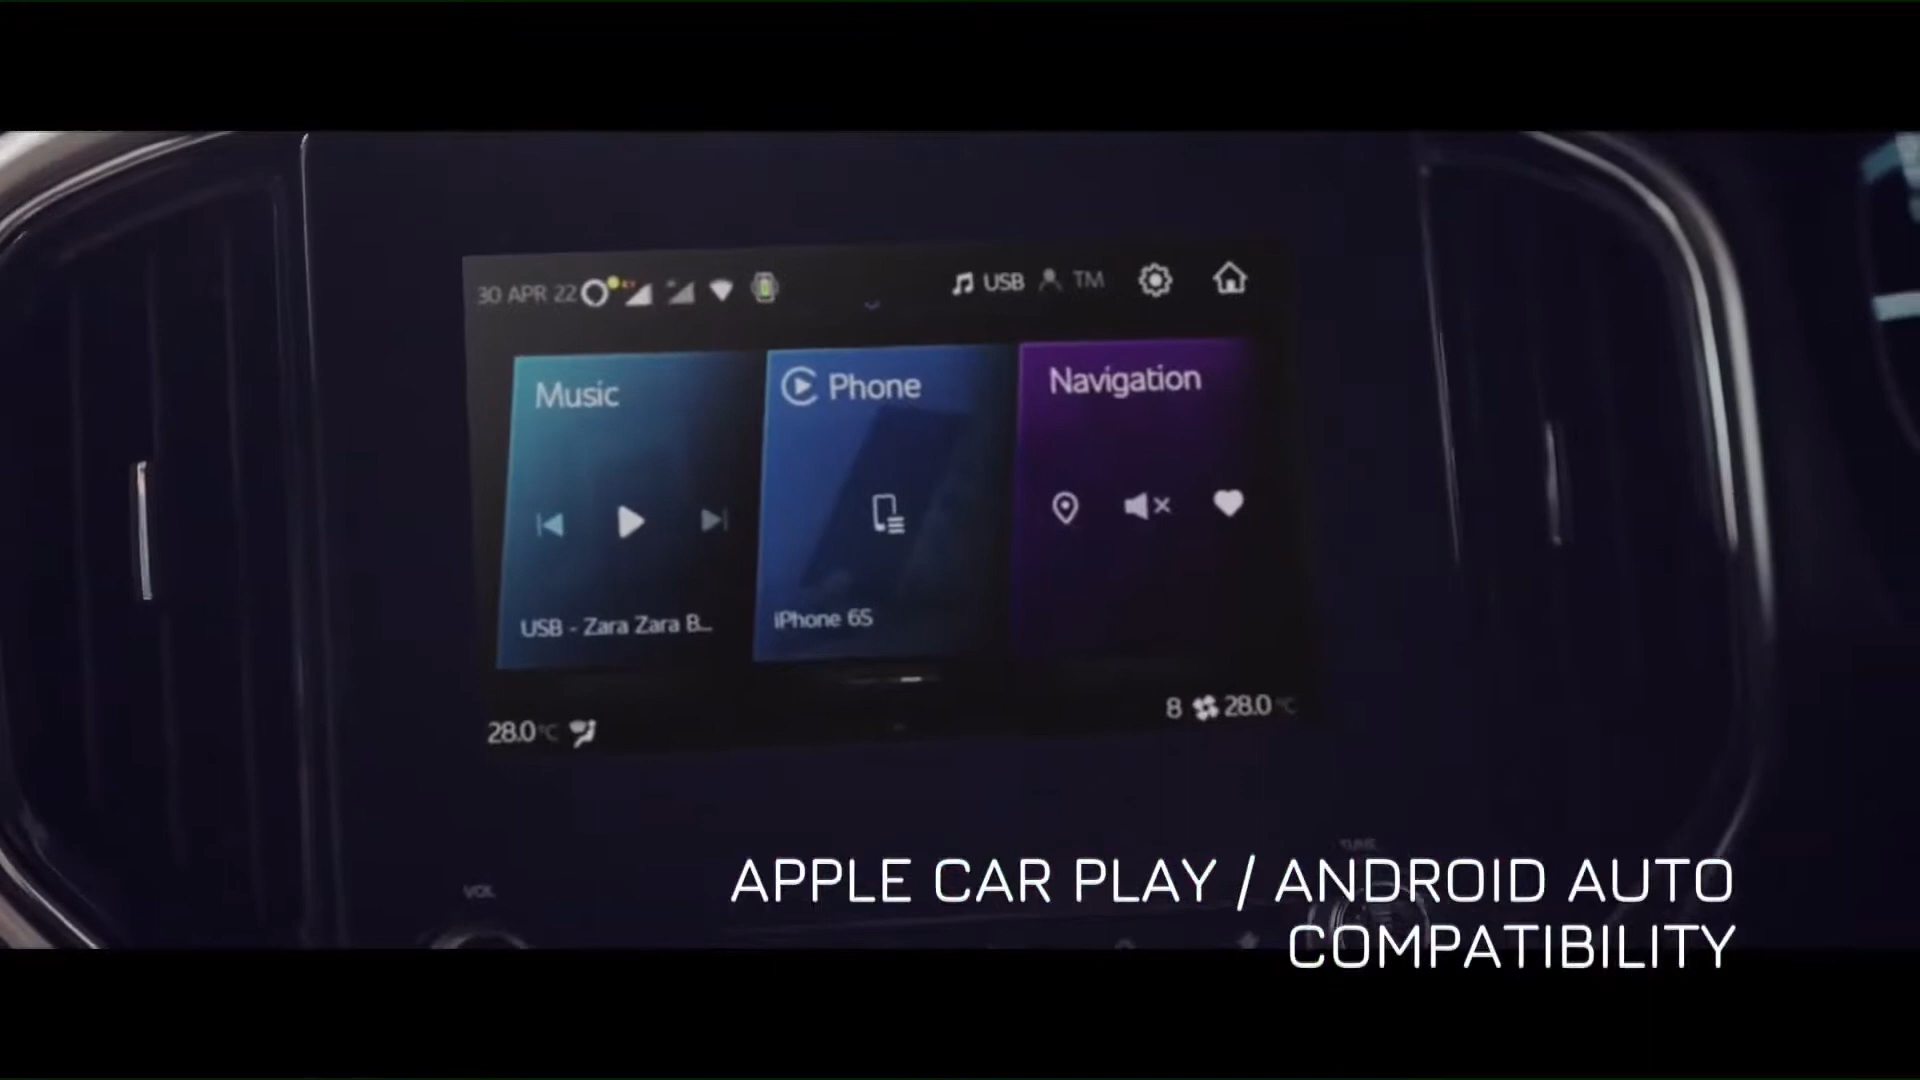 30 APR 22
USB TM
Music
Phone
Navigation
USB - Zara Zara B...
iPhone 6S
28.0°C
8 28.0°C
TUNE
VOL
APPLE CAR PLAY / ANDROID AUTO
COMPATIBILITY